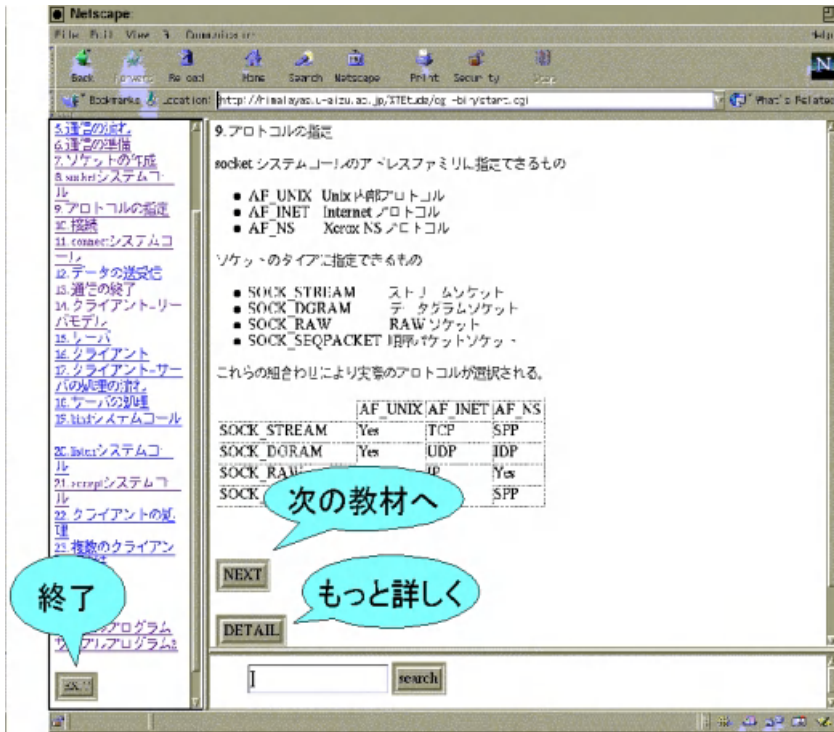 Netscape:
File Edit View
Back
Reload
Home
Search
Netscape
Print
Security
Bookmarks
Location:
What's Related
5.通信の流れ
6.通信の準備
7.ソケットの作成
8.socketシステムコー
ル
9.プロトコルの指定
10.接続
11.connectシステムコ
ール
12.データの送受信
13.通信の終了
14.クライアント-サー
バモデル
15.サーバ
16.クライアント
17.クライアント-サー
バの処理の流れ
18.サーバの処理
19.bindシステムコール
20.listenシステムコー
ル
21.acceptシステムコー
ル
22.クライアントの処
理
23.複数のクライアン
終了
9.プロトコルの指定
socket システムコールのアドレスファミリに指定できるもの
AF_UNIX Unix内部プロトコル
AF_INET Internet プロトコル
AF_NS Xerox NS プロトコル
ソケットのタイプに指定できるもの
SOCK_STREAM ストリームソケット
SOCK_DGRAM データグラムソケット
SOCK_RAW RAW ソケット
SOCK_SEQPACKET 順序パケットソケット
これらの組合わせにより実際のプロトコルが選択される。
AF_UNIX AF_INET AF_NS
SOCK_STREAM Yes TCP SPP
SOCK_DGRAM Yes UDP IDP
SOCK_RAW IP Yes
SOCK_ SPP
次の教材へ
NEXT
もっと詳しく
DETAIL
search